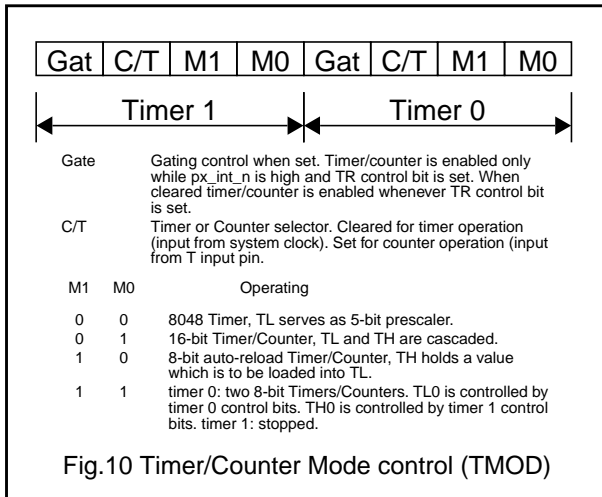 Gat C/T M1 M0 Gat C/T M1 M0
Timer 1 Timer 0
Gate Gating control when set. Timer/counter is enabled only
while px_int_n is high and TR control bit is set. When
cleared timer/counter is enabled whenever TR control bit
is set.
C/T Timer or Counter selector. Cleared for timer operation
(input from system clock). Set for counter operation (input
from T input pin.
M1 M0 Operating
0 0 8048 Timer, TL serves as 5-bit prescaler.
0 1 16-bit Timer/Counter, TL and TH are cascaded.
1 0 8-bit auto-reload Timer/Counter, TH holds a value
which is to be loaded into TL.
1 1 timer 0: two 8-bit Timers/Counters. TL0 is controlled by
timer 0 control bits. TH0 is controlled by timer 1 control
bits. timer 1: stopped.
Fig.10 Timer/Counter Mode control (TMOD)